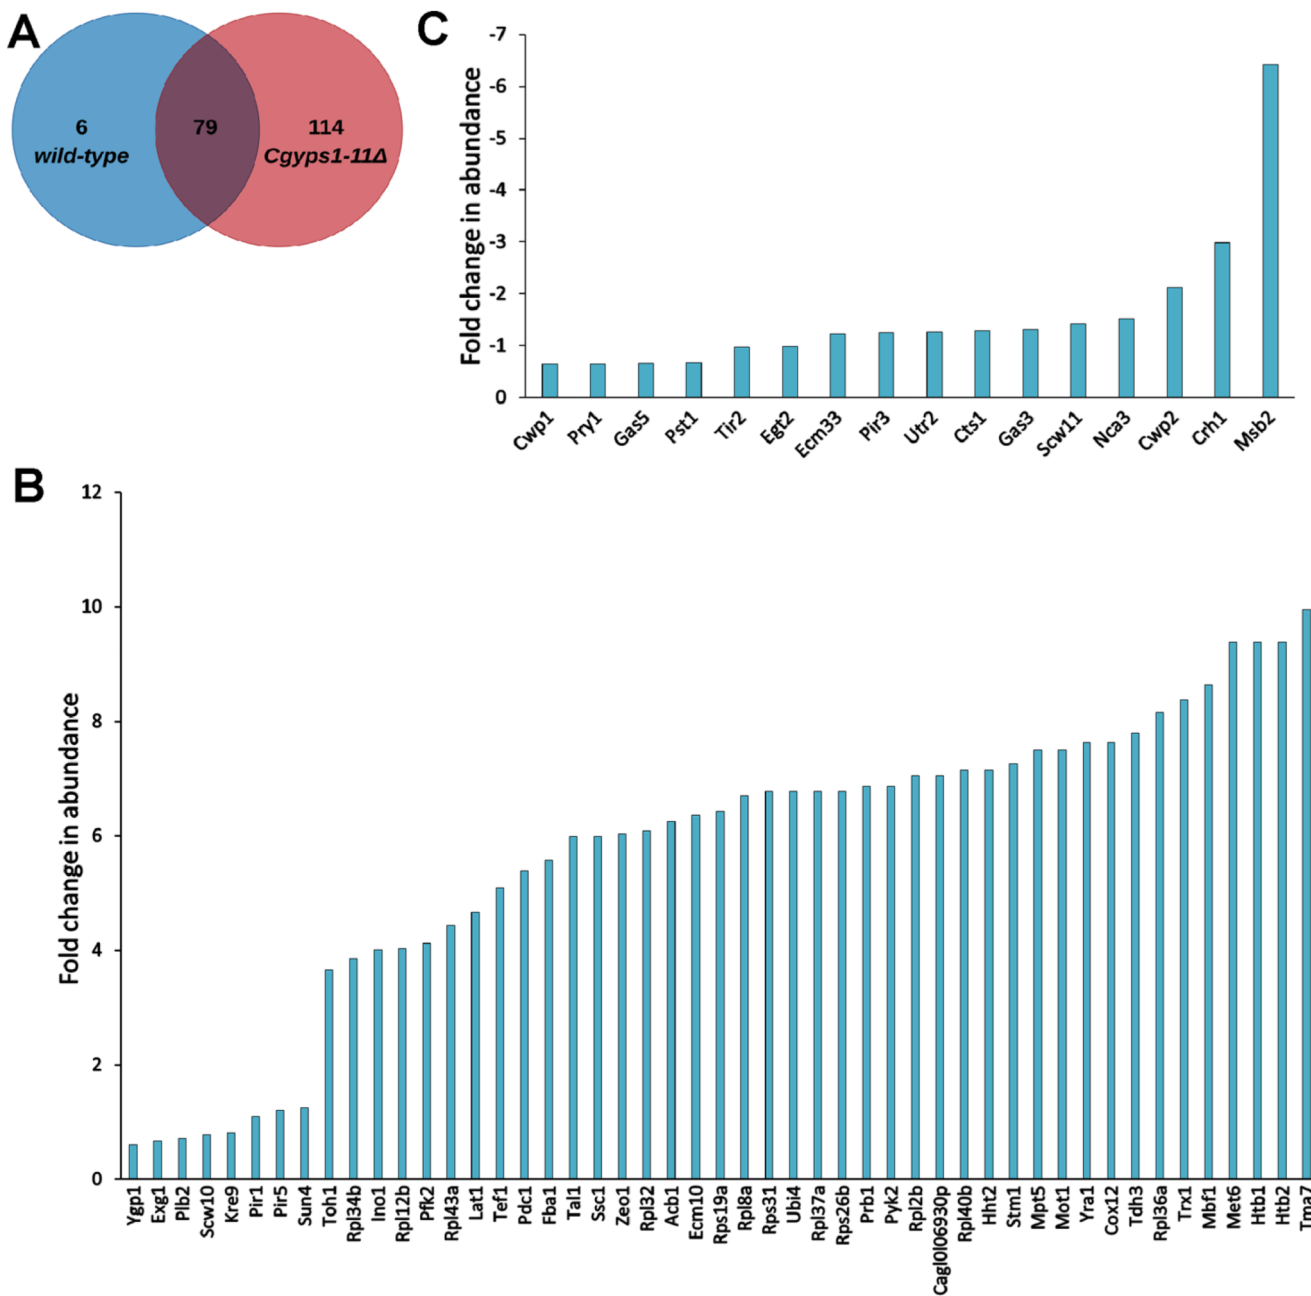 A
6
79
114
wild-type
Cgyps1-11Δ
C
Fold change in abundance
-7
-6
-5
-4
-3
-2
-1
0
Cwp1
Pry1
Gas5
Pst1
Tir2
Egt2
Ecm33
Pir3
Utr2
Cts1
Gas3
Scw11
Nca3
Cwp2
Crh1
Msb2
B
Fold change in abundance
12
10
8
6
4
2
0
Ygp1
Exg1
Plb2
Scw10
Kre9
Pir1
Pir5
Sun4
Toh1
Rpl34b
Ino1
Rpl12b
Pfk2
Rpl43a
Lat1
Tef1
Pdc1
Fba1
Tal1
Ssc1
Zeo1
Rpl32
Acb1
Ecm10
Rps19a
Rpl8a
Rps31
Ubi4
Rpl37a
Rps26b
Prb1
Pyk2
Rpl2b
Cagl0I06930p
Rpl40b
Hht2
Stm1
Mpt5
Mot1
Yra1
Cox12
Tdh3
Rpl36a
Trx1
Mbf1
Met6
Htb1
Htb2
Tma7